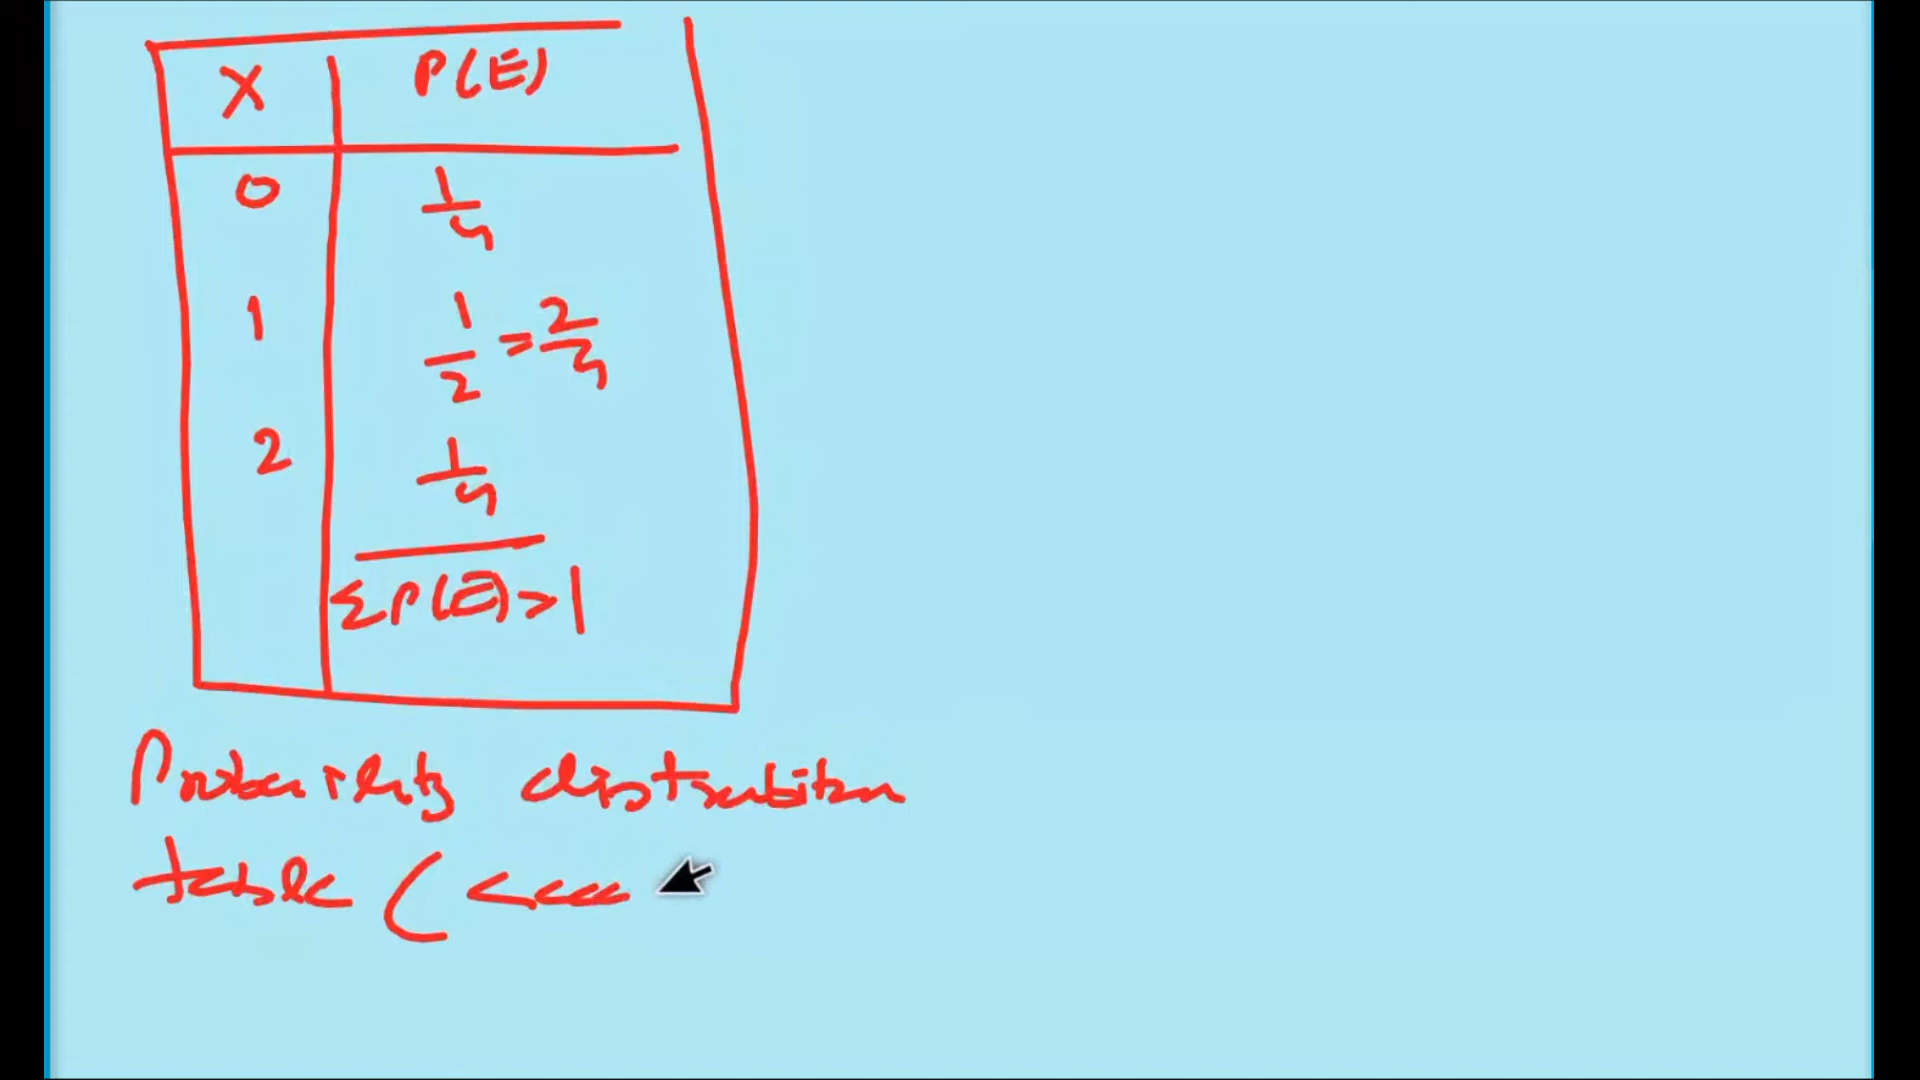 X P(E)
0 1/4
1 1/2 = 2/4
2 1/4
ΣP(E) = 1
Probability distribution
table (